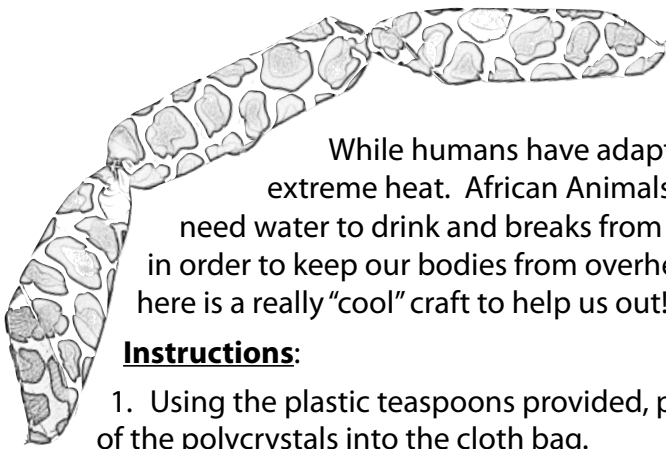 While humans have adapt
extreme heat. African Animals
need water to drink and breaks from
in order to keep our bodies from overhe
here is a really “cool” craft to help us out!
Instructions:
1. Using the plastic teaspoons provided, p
of the polycrystals into the cloth bag.